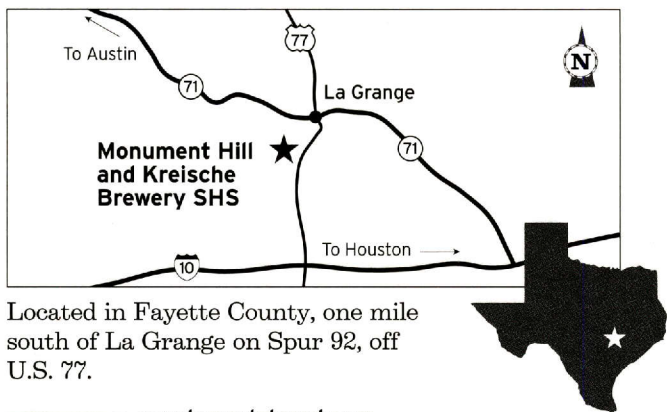 77
To Austin
N
71
La Grange
Monument Hill
and Kreische
Brewery SHS
71
To Houston
10
Located in Fayette County, one mile
south of La Grange on Spur 92, off
U.S. 77.